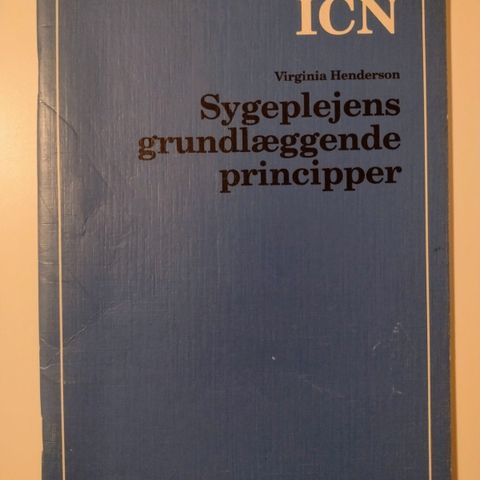 ICN
Virginia Henderson
Sygeplejens
grundlæggende
principper